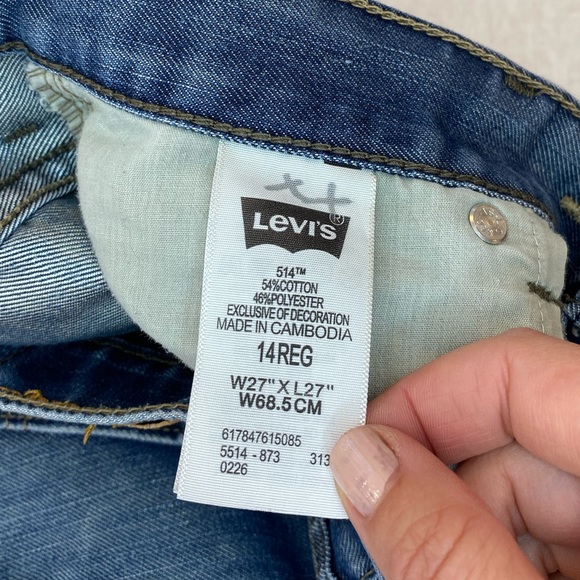 LEVI'S®
514™
54%COTTON
46%POLYESTER
EXCLUSIVE OF DECORATION
MADE IN CAMBODIA
14REG
W27" X L27"
W68.5CM
617847615085
5514 - 873 313
0226